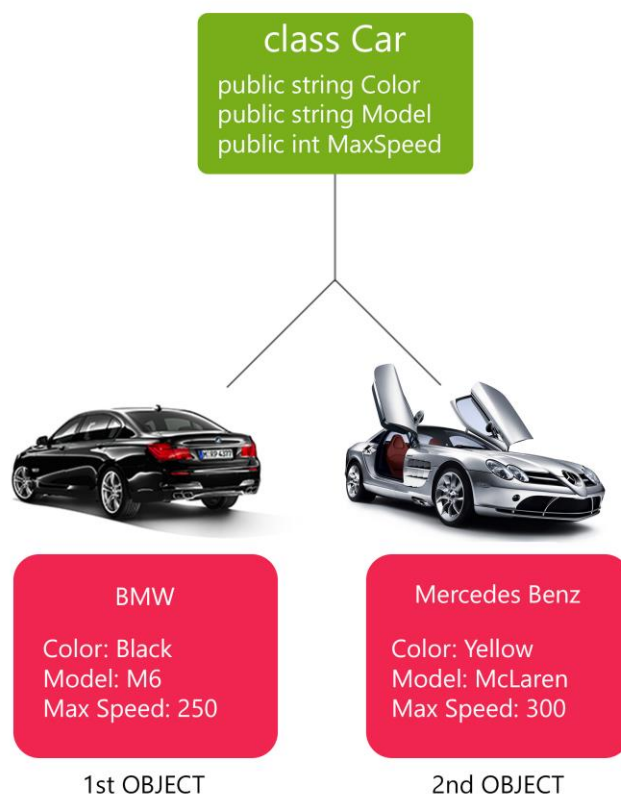 class Car
public string Color
public string Model
public int MaxSpeed
BMW
Color: Black
Model: M6
Max Speed: 250
1st OBJECT
Mercedes Benz
Color: Yellow
Model: McLaren
Max Speed: 300
2nd OBJECT